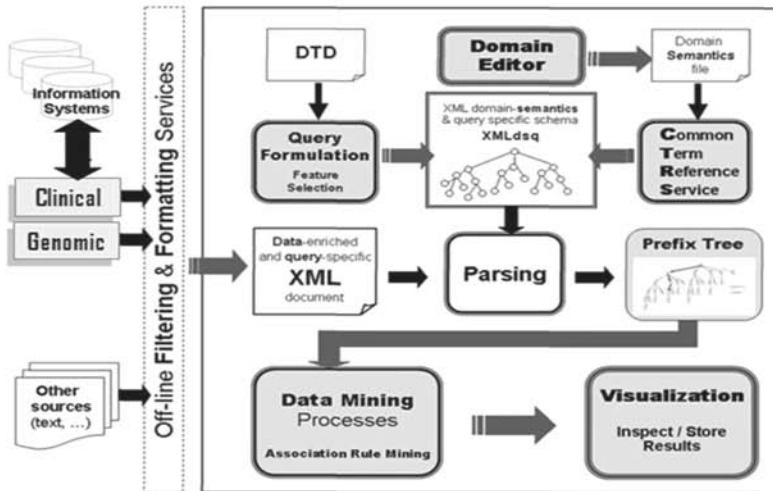 Information
Systems
Clinical
Genomic
Other
sources
(text, ...)
Off-line Filtering & Formatting Services
DTD
Domain
Editor
Domain
Semantics
file
Query
Formulation
Feature
Selection
XML domain-semantics
& query specific schema
XMLdsq
Common
Term
Reference
Service
Data-enriched
and query-specific
XML
document
Parsing
Prefix Tree
Data Mining
Processes
Association Rule Mining
Visualization
Inspect / Store
Results